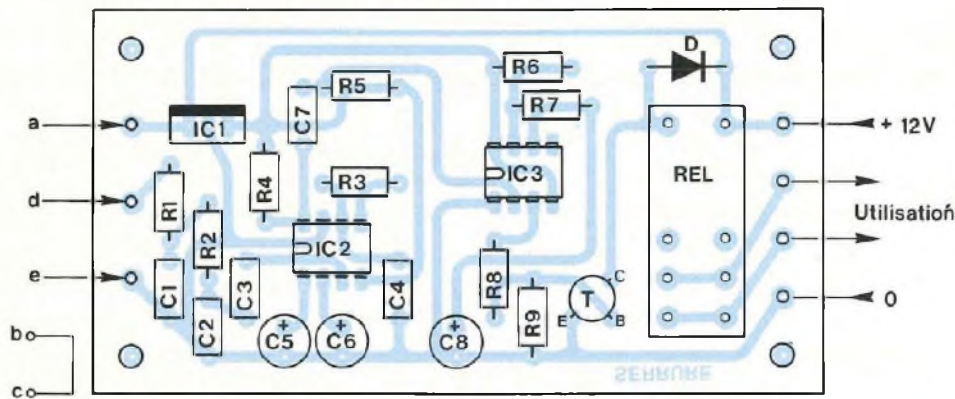 D
R6
R5
R7
a
IC1
C7
+ 12V
R4
R3
IC3
REL
d
R1
Utilisation
R2
IC2
e
C1
C3
C4
R8
C
T
C2
R9
E
B
0
b
+
C5
+
C6
+
C8
SERRURE
c